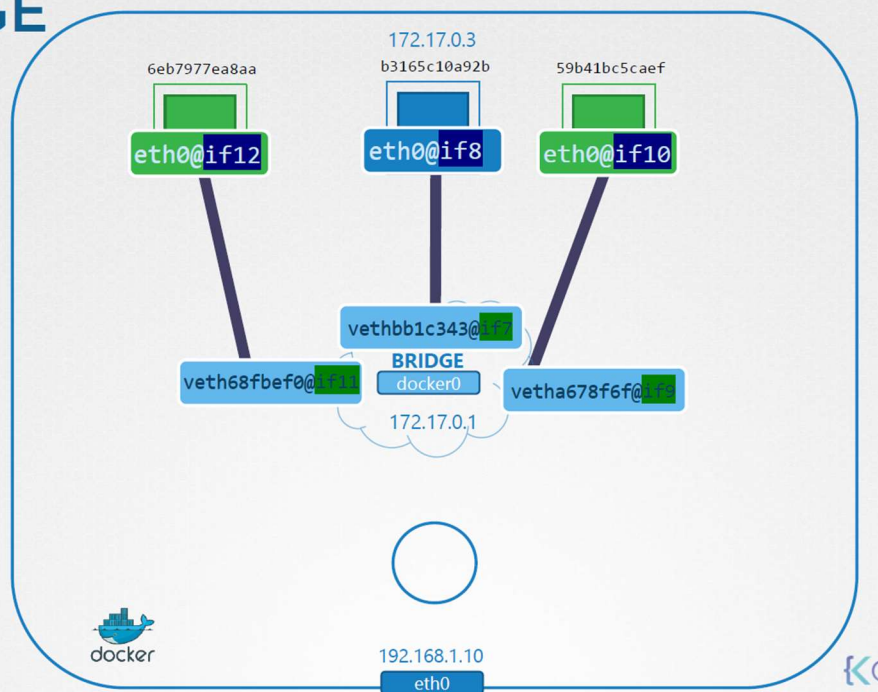 GE
172.17.0.3
6eb7977ea8aa
b3165c10a92b
59b41bc5caef
eth0@if12
eth0@if8
eth0@if10
vethbb1c343@if7
BRIDGE
veth68fbef0@if11
docker0
vetha678f6f@if9
172.17.0.1
docker
192.168.1.10
eth0
{K